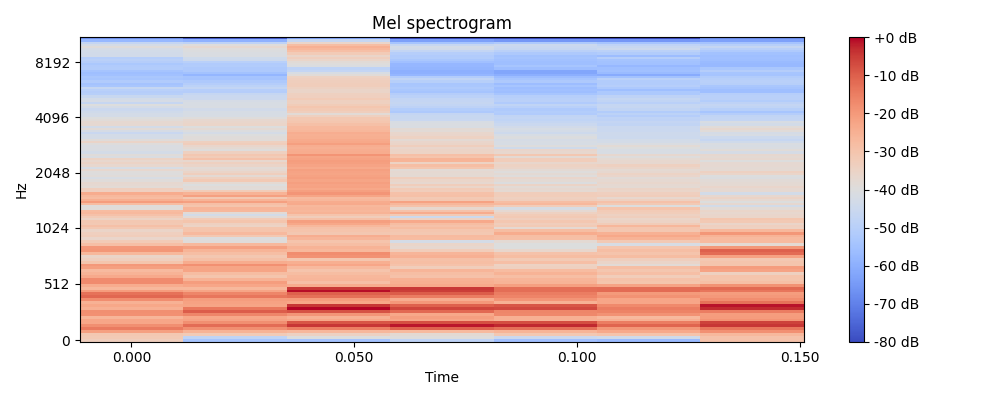 Mel spectrogram
Hz
8192
4096
2048
1024
512
0
0.000
0.050
0.100
0.150
Time
+0 dB
-10 dB
-20 dB
-30 dB
-40 dB
-50 dB
-60 dB
-70 dB
-80 dB